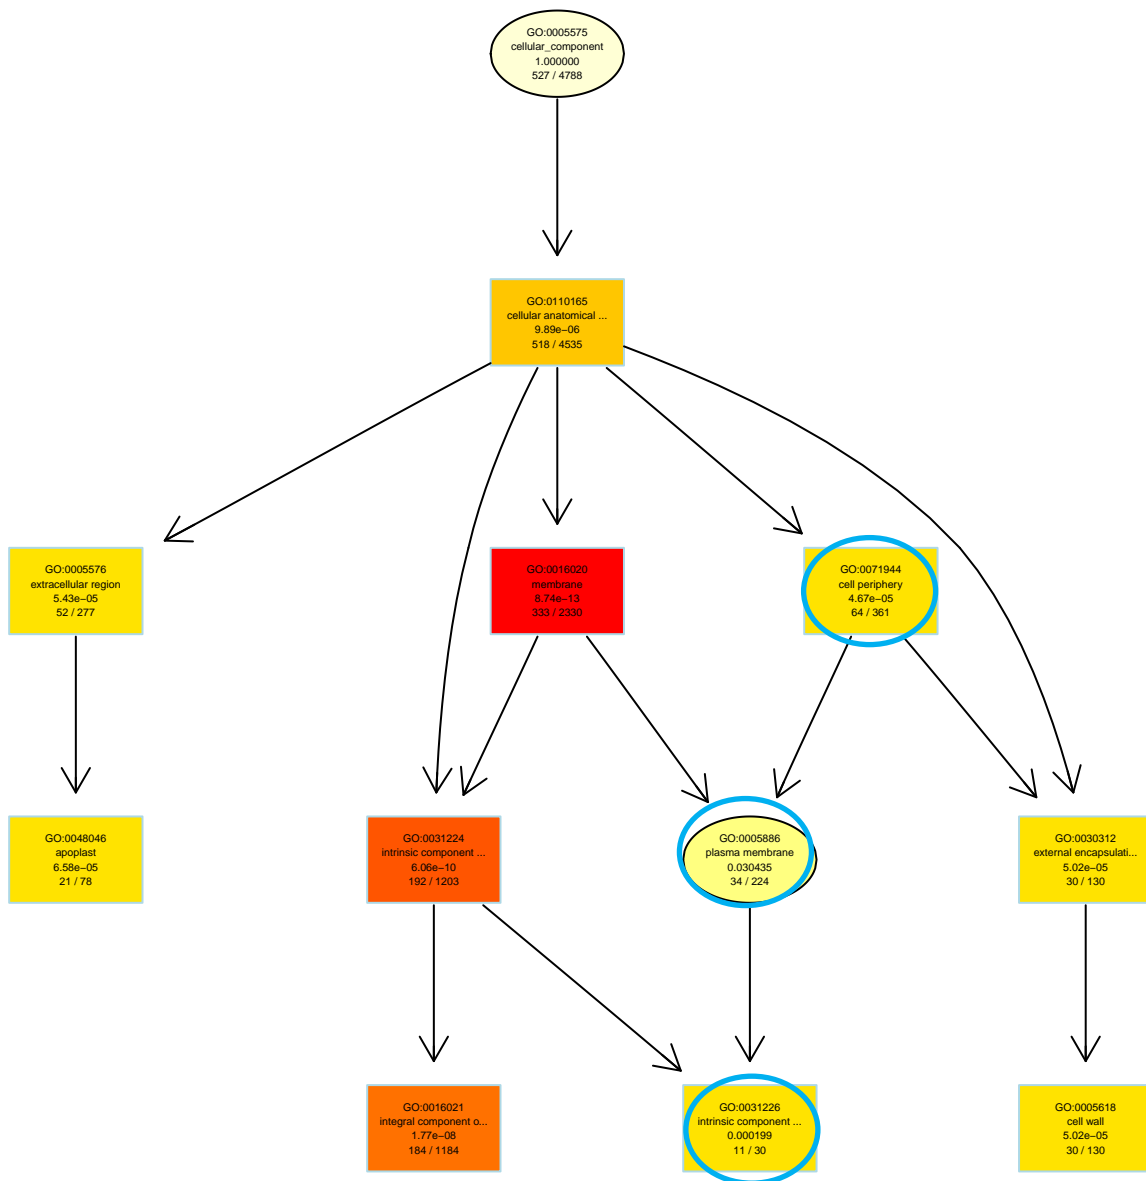 GO:0005575
cellular_component
1.000000
527 / 4788
GO:0110165
cellular anatomical ...
9.89e−06
518 / 4535
GO:0005576
extracellular region
5.43e−05
52 / 277
GO:0016020
membrane
8.74e−13
333 / 2330
GO:0071944
cell periphery
4.67e−05
64 / 361
GO:0048046
apoplast
6.58e−05
21 / 78
GO:0031224
intrinsic component ...
6.06e−10
192 / 1203
GO:0005886
plasma membrane
0.030435
34 / 224
GO:0030312
external encapsulati...
5.02e−05
30 / 130
GO:0016021
integral component o...
1.77e−08
184 / 1184
GO:0031226
intrinsic component ...
0.000199
11 / 30
GO:0005618
cell wall
5.02e−05
30 / 130